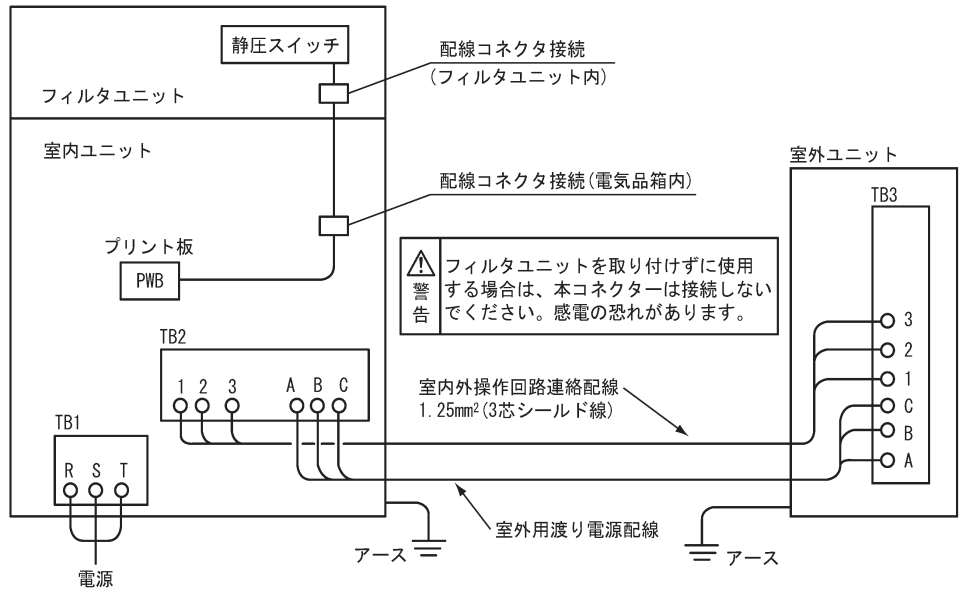 静圧スイッチ
配線コネクタ接続
(フィルタユニット内)
フィルタユニット
室内ユニット
配線コネクタ接続(電気品箱内)
プリント板
PWB
警告
フィルタユニットを取り付けずに使用
する場合は、本コネクターは接続しない
でください。感電の恐れがあります。
室外ユニット
TB3
3
2
1
C
B
A
TB2
1 2 3 A B C
室内外操作回路連絡配線
1.25mm²(3芯シールド線)
TB1
R S T
電源
アース
室外用渡り電源配線
アース